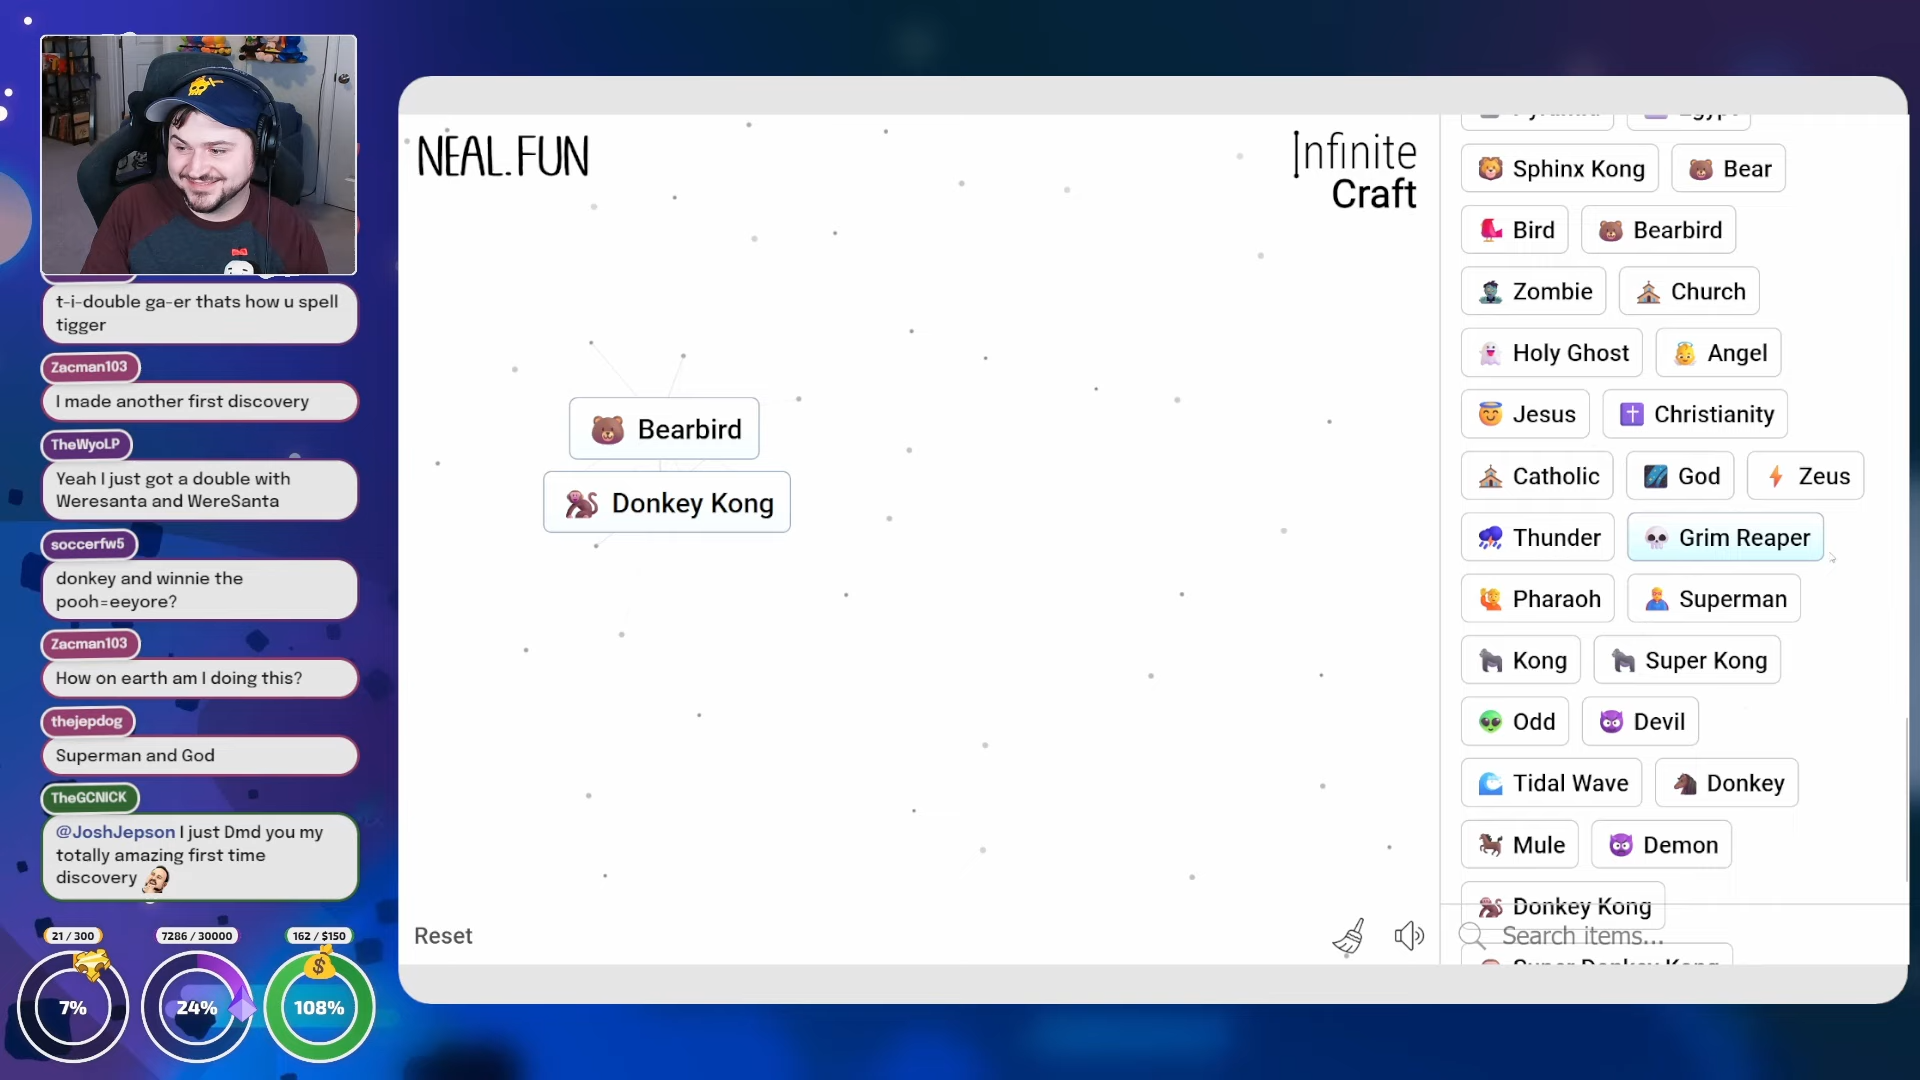 t-i-double ga-er thats how u spell
tigger
Zacman103
I made another first discovery
TheWyoLP
Yeah I just got a double with
Weresanta and WereSanta
soccerfw5
donkey and winnie the
pooh=eeyore?
Zacman103
How on earth am I doing this?
thejepdog
Superman and God
TheGCNICK
@JoshJepson I just Dmd you my
totally amazing first time
discovery
21 / 300
7286 / 30000
162 / $150
7%
24%
108%
NEAL.FUN
Infinite
Craft
Bearbird
Donkey Kong
Reset
Pyramid Egypt
Sphinx Kong Bear
Bird Bearbird
Zombie Church
Holy Ghost Angel
Jesus Christianity
Catholic God Zeus
Thunder Grim Reaper
Pharaoh Superman
Kong Super Kong
Odd Devil
Tidal Wave Donkey
Mule Demon
Donkey Kong
Search items...
Super Donkey Kong